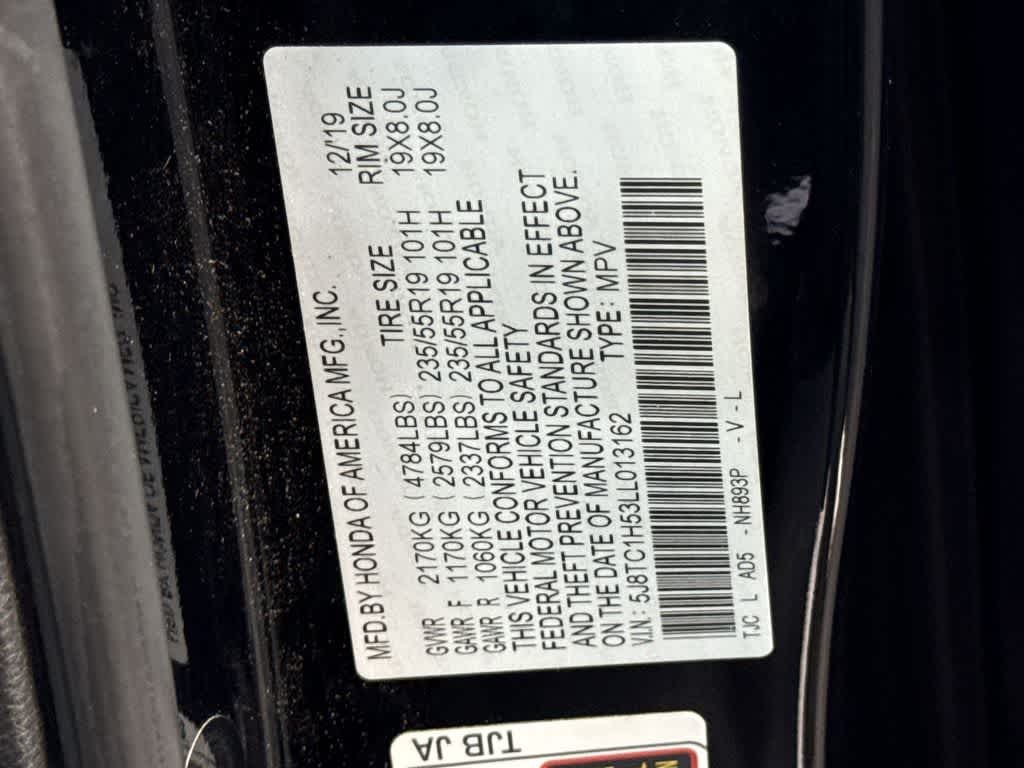 MFD. BY HONDA OF AMERICA MFG., INC. 12/'19
TIRE SIZE RIM SIZE
GVWR 2170KG ( 4784LBS)
GAWR F 1170KG ( 2579LBS) 235/55R19 101H 19X8.0J
GAWR R 1060KG ( 2337LBS) 235/55R19 101H 19X8.0J
THIS VEHICLE CONFORMS TO ALL APPLICABLE
FEDERAL MOTOR VEHICLE SAFETY
AND THEFT PREVENTION STANDARDS IN EFFECT
ON THE DATE OF MANUFACTURE SHOWN ABOVE.
V.I.N.: 5J8TC1H53LL013162 TYPE: MPV
TJC L AD5 -NH893P -V-L
TJB JA